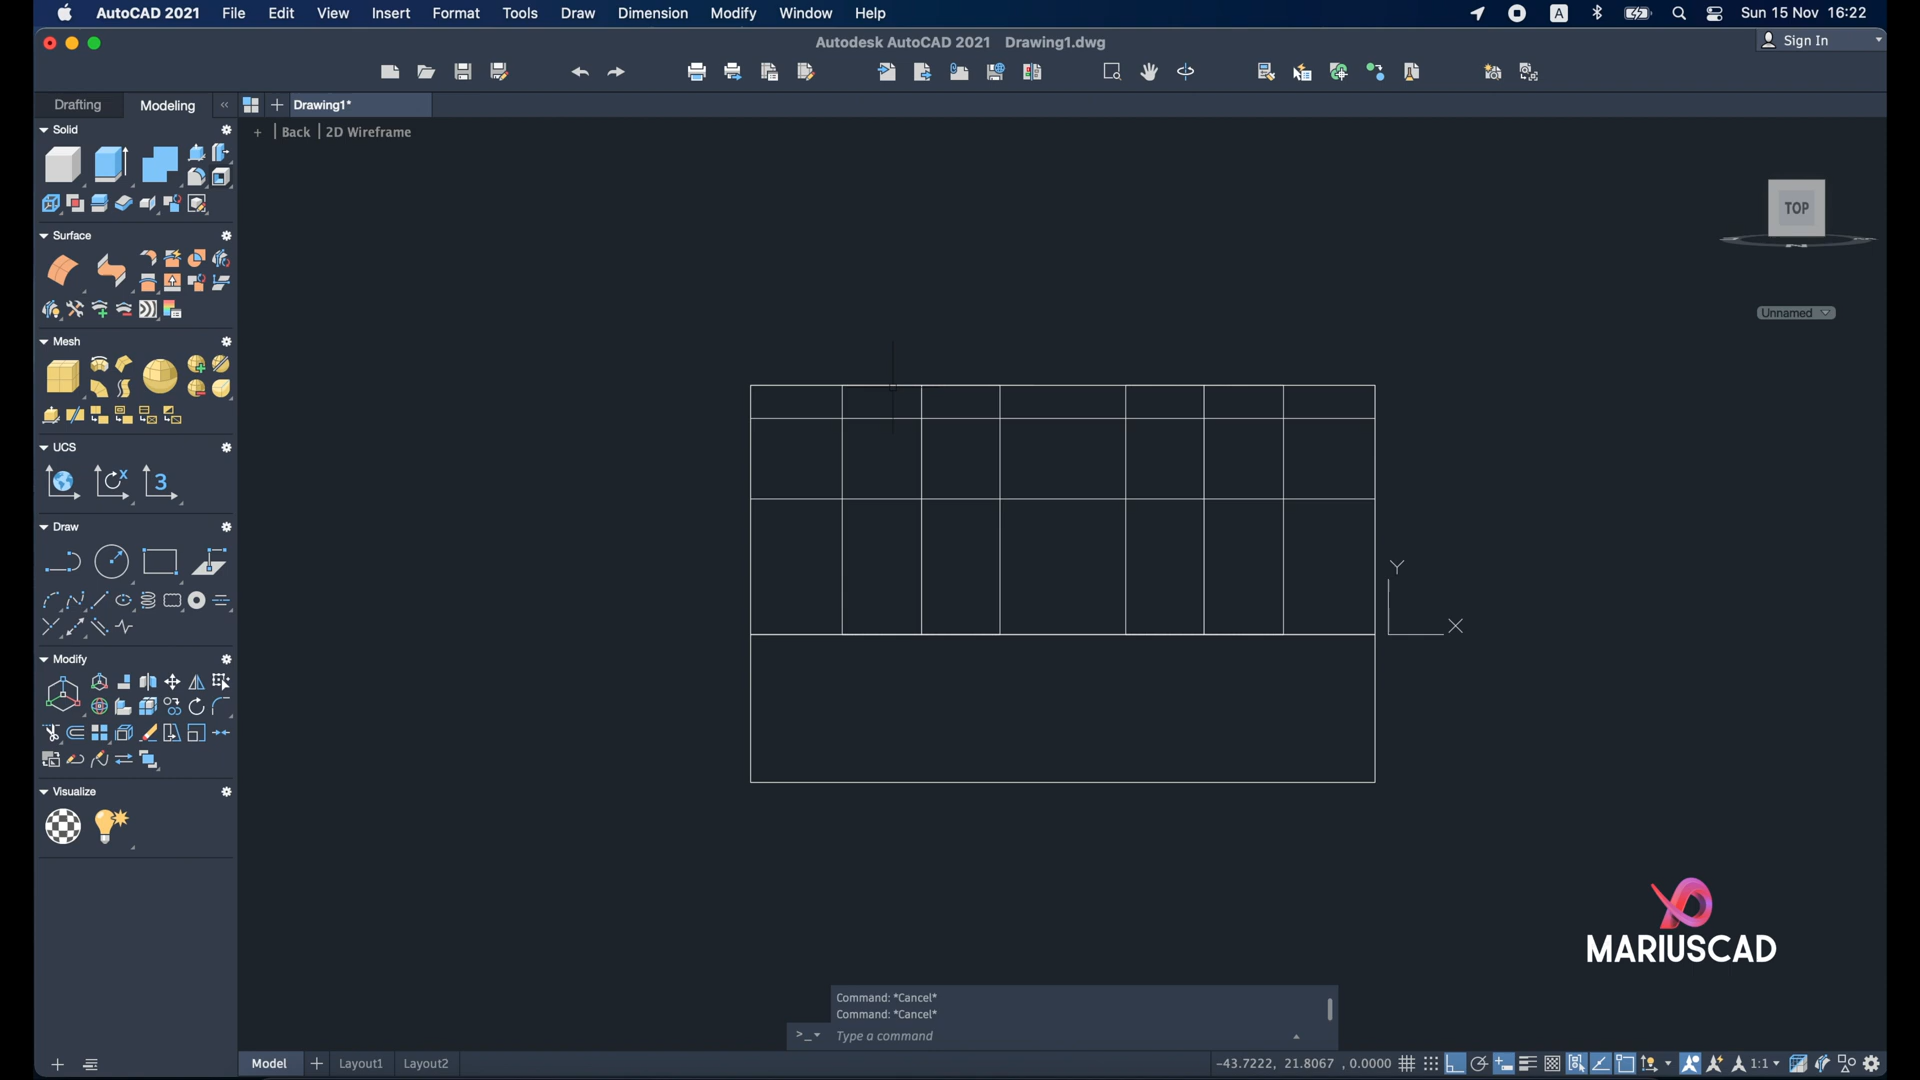 AutoCAD 2021 File Edit View Insert Format Tools Draw Dimension Modify Window Help A Sun 15 Nov 16:22
Autodesk AutoCAD 2021 Drawing1.dwg
Sign In
Drafting Modeling « + Drawing1*
Solid
+ | Back | 2D Wireframe
TOP
N
Surface
Unnamed
Mesh
UCS
X 3
Draw
Y
X
Modify
Visualize
MARIUSCAD
Command: *Cancel*
Command: *Cancel*
>_ Type a command
+ Model + Layout1 Layout2 -43.7222, 21.8067 , 0.0000 1:1